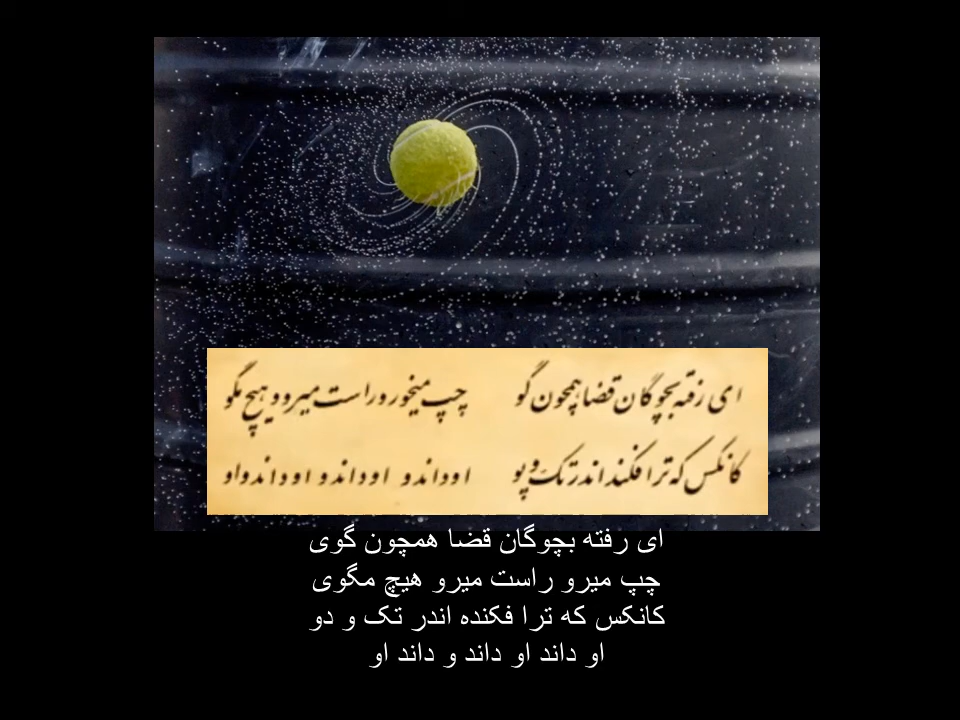 ای رفته بچوگان قضا همچون گو چپ میخور و راست میرو و هیچ مگو
کانکس که ترا فکند اندر تک و پو او داند و او داند و او داند و او
ای رفته بچوگان قضا همچون گوی
چپ میرو راست میرو هیچ مگوی
کانکس که ترا فکنده اندر تک و دو
او داند او داند و داند او